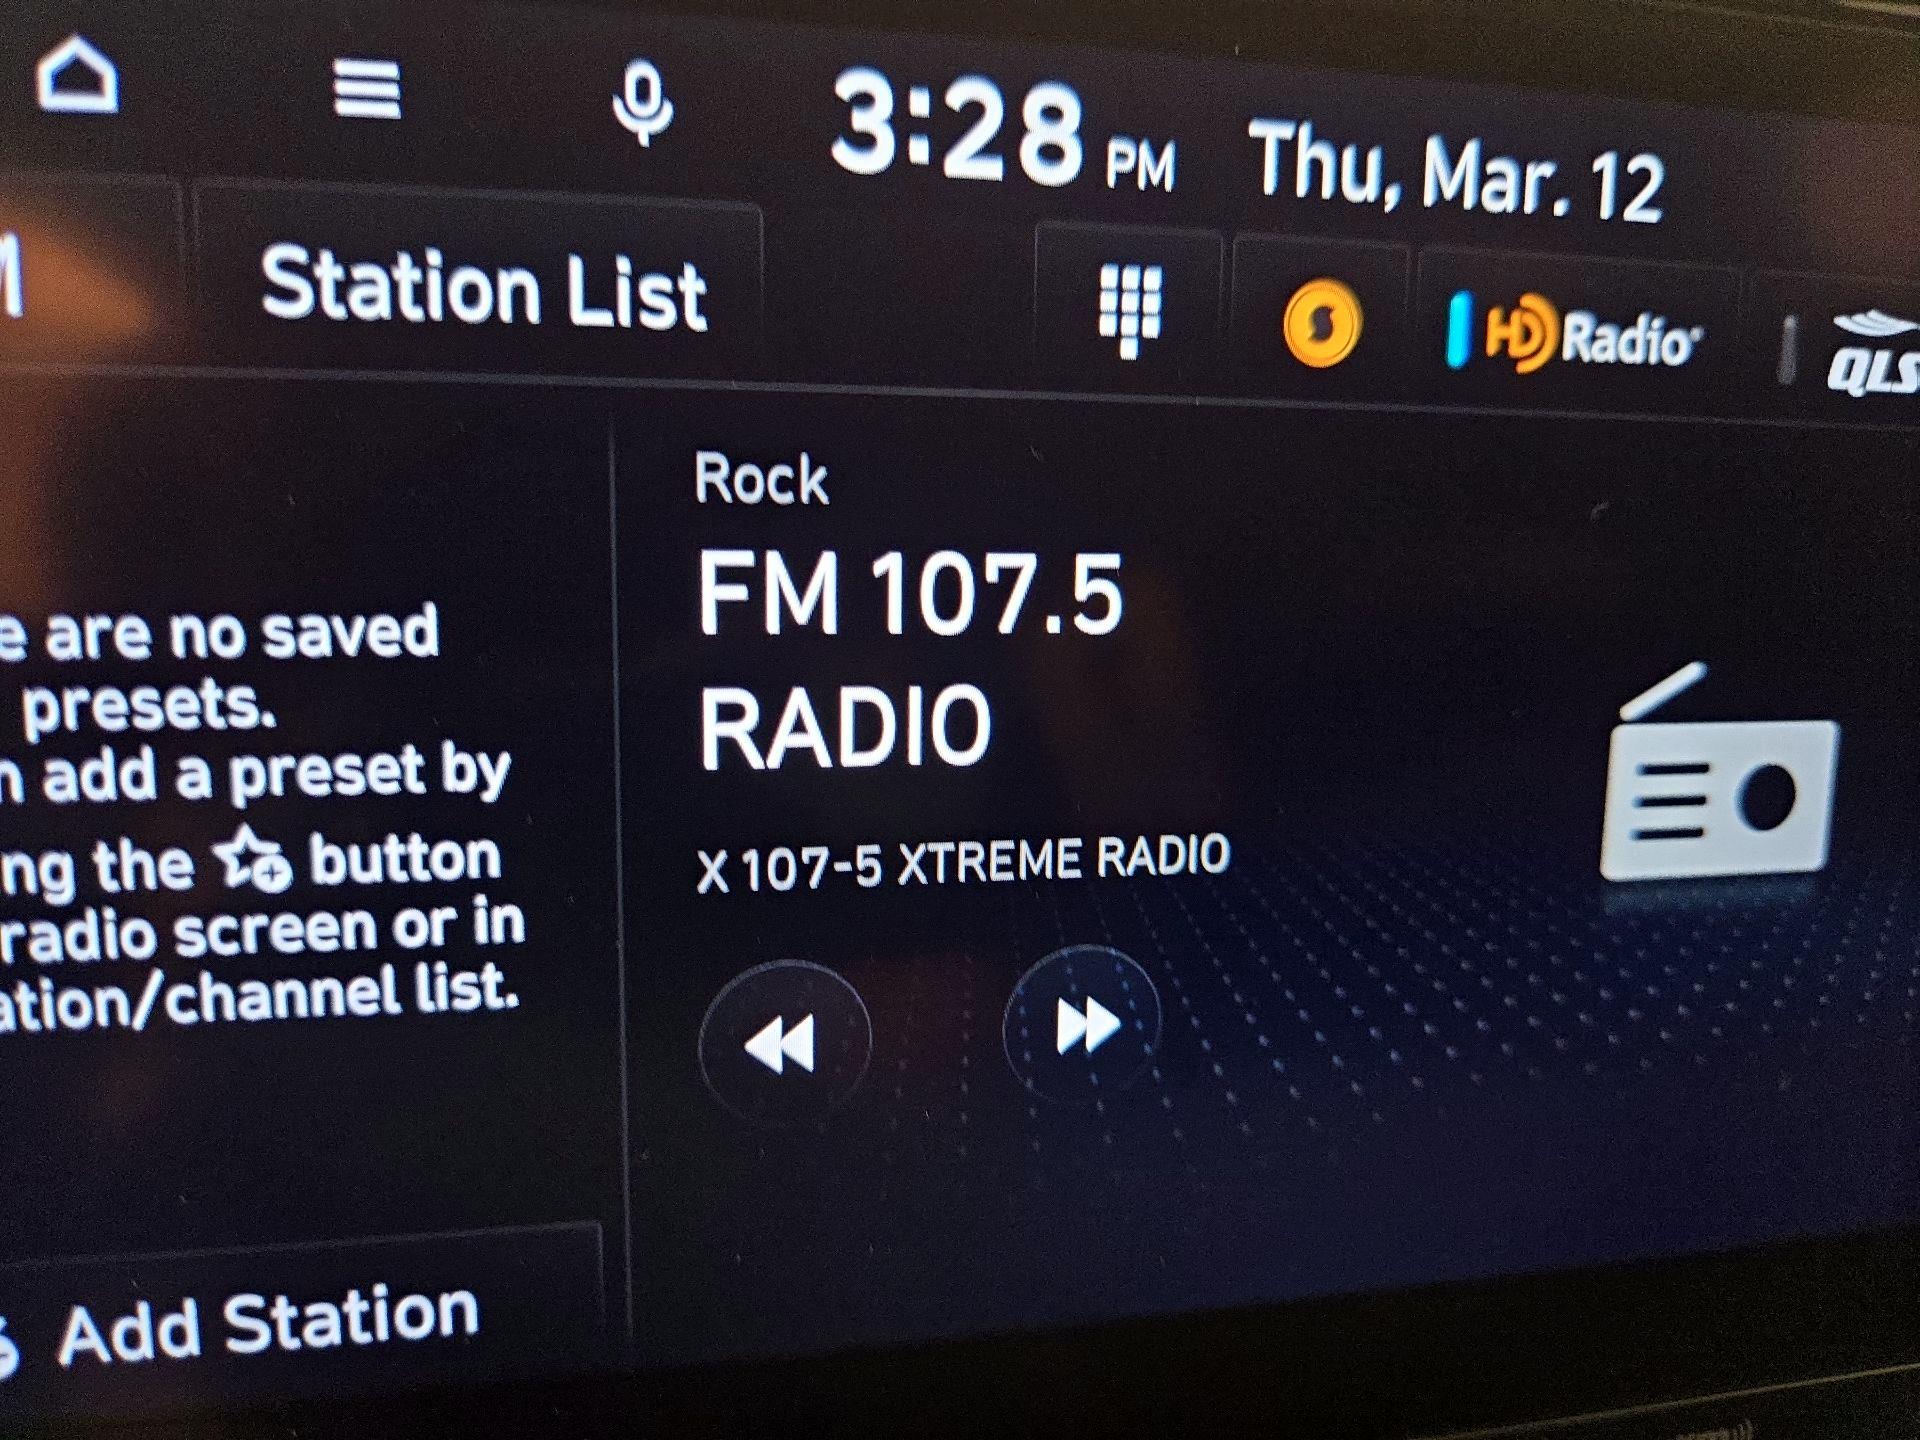 3:28 PM Thu, Mar. 12
M Station List
HD Radio
QLS
e are no saved
presets.
n add a preset by
ng the button
radio screen or in
ation/channel list.
Add Station
Rock
FM 107.5
RADIO
X 107-5 XTREME RADIO